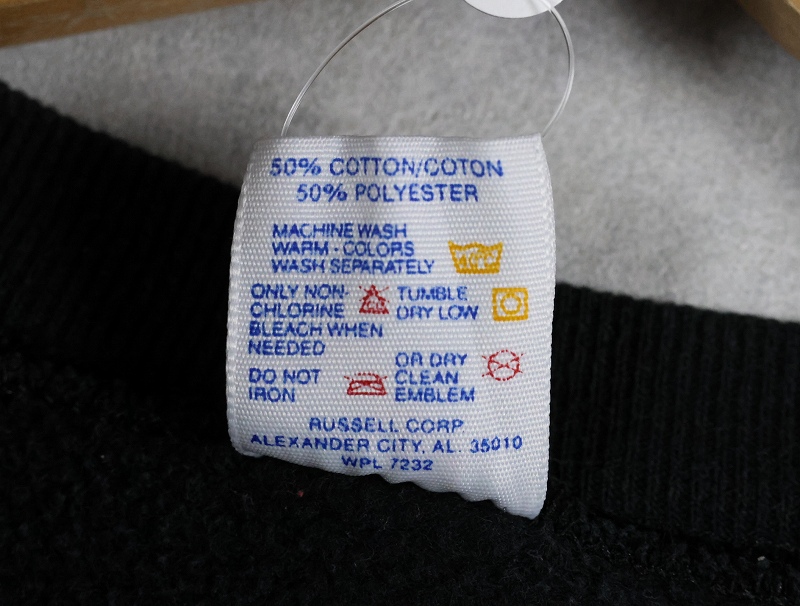 50% COTTON/COTON
50% POLYESTER
MACHINE WASH
WARM - COLORS
WASH SEPARATELY
ONLY NON-
CHLORINE
BLEACH WHEN
NEEDED
TUMBLE
DRY LOW
DO NOT
IRON
OR DRY
CLEAN
EMBLEM
RUSSELL CORP
ALEXANDER CITY, AL. 35010
WPL 7232